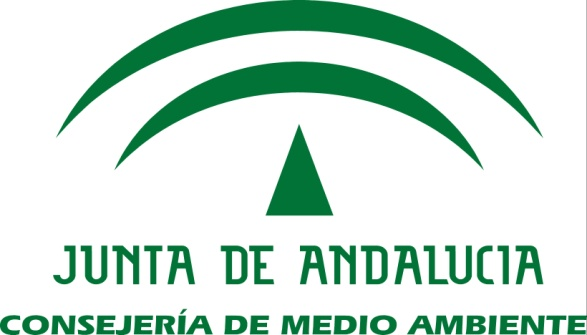 JUNTA DE ANDALUCIA
CONSEJERÍA DE MEDIO AMBIENTE